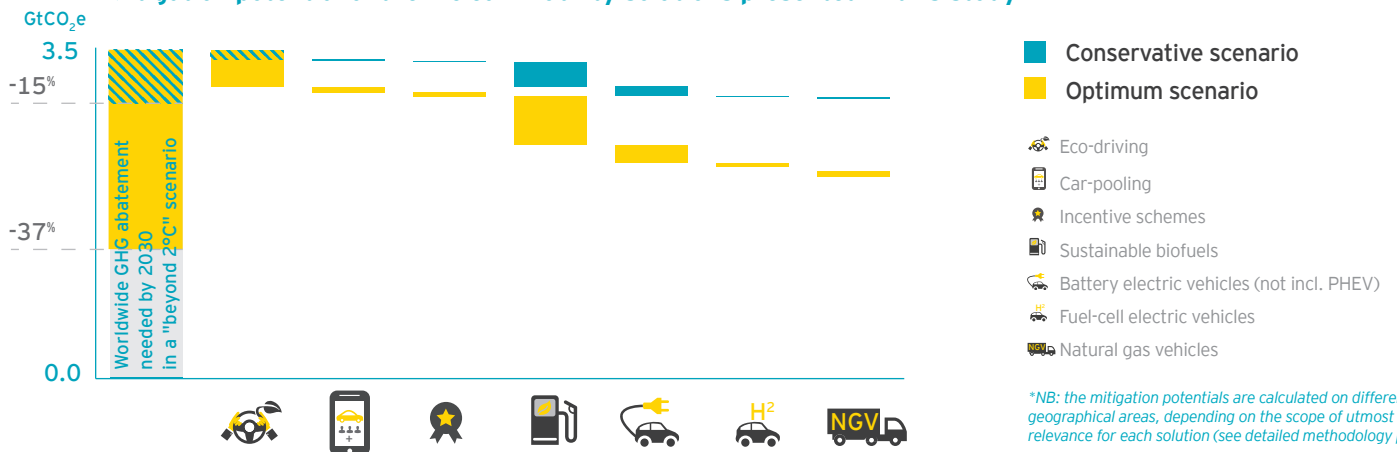 GtCO2e
3.5
-15%
-37%
0.0
Worldwide GHG abatement
needed by 2030
in a "beyond 2°C" scenario
H2
NGV
Conservative scenario
Optimum scenario
Eco-driving
Car-pooling
Incentive schemes
Sustainable biofuels
Battery electric vehicles (not incl. PHEV)
H2
Fuel-cell electric vehicles
NGV
Natural gas vehicles
*NB: the mitigation potentials are calculated on
geographical areas, depending on the scope of utmost
relevance for each solution (see detailed methodology